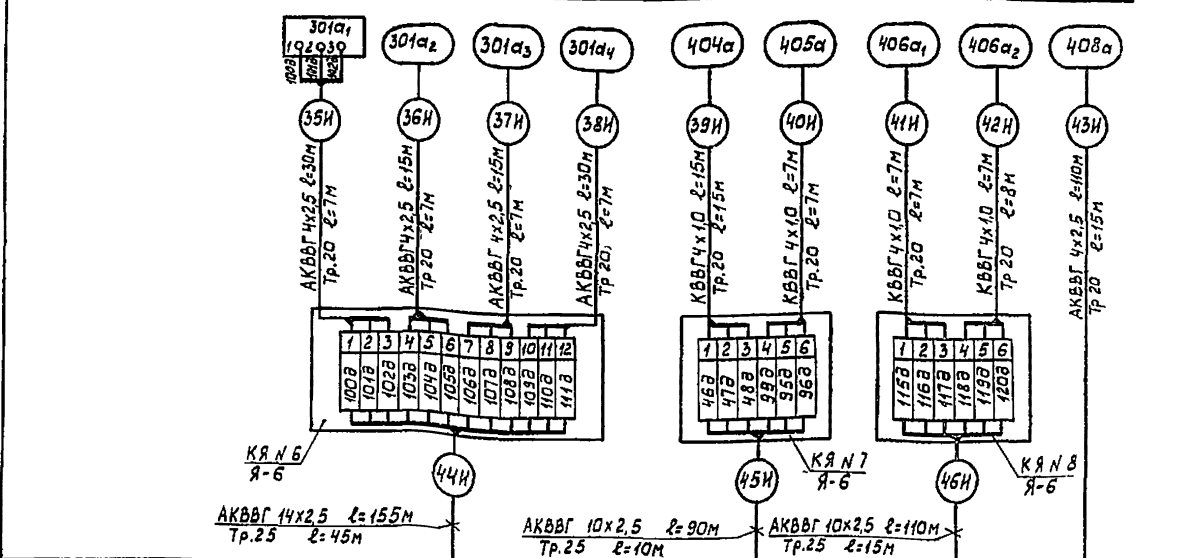 301а1 301а2 301а3 301а4 404а 405а 406а1 406а2 408а
1 2 3
100д 101д 102д
35И 36И 37И 38И 39И 40И 41И 42И 43И
АКВВГ 4х2,5 ℓ=30м
Тр.20 ℓ=7м
АКВВГ 4х2,5 ℓ=15м
Тр 20 ℓ=7м
АКВВГ 4х2,5 ℓ=15м
Тр.20 ℓ=7м
АКВВГ 4х2,5 ℓ=30м
Тр 20, ℓ=7м
КВВГ 4х1,0 ℓ=15м
Тр.20 ℓ=15м
КВВГ 4х1,0 ℓ=7м
Тр.20 ℓ=7м
КВВГ 4х1,0 ℓ=7м
Тр.20 ℓ=7м
КВВГ 4х1,0 ℓ=7м
Тр.20 ℓ=8м
АКВВГ 4х2,5 ℓ=110м
Тр 20 ℓ=15м
1 2 3 4 5 6 7 8 9 10 11 12
100д 101д 102д 103д 104д 105д 106д 107д 108д 109д 110д 111д
1 2 3 4 5 6
46д 47д 48д 99д 95д 96д
1 2 3 4 5 6
115д 116д 117д 118д 119д 120д
КЯ N 6
Я-6
КЯ N 7
Я-6
КЯ N 8
Я-6
44И 45И 46И
АКВВГ 14х2,5 ℓ=155м
Тр.25 ℓ=45м
АКВВГ 10х2,5 ℓ=90м
Тр.25 ℓ=10м
АКВВГ 10х2,5 ℓ=110м
Тр.25 ℓ=15м